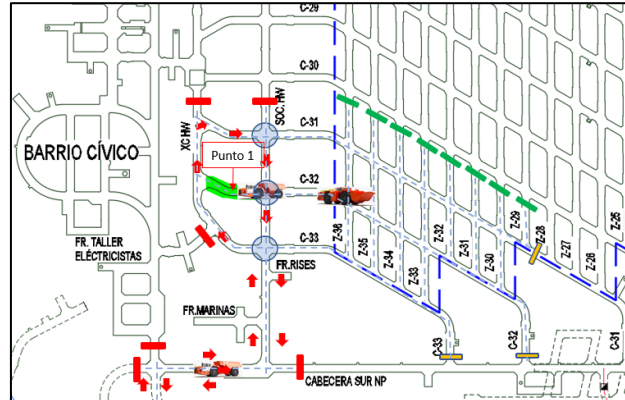 C-29
C-30
XC HW
SOC. HW
C-31
BARRIO CÍVICO
Punto 1
C-32
Z-36
Z-35
Z-34
Z-33
Z-32
Z-31
Z-30
Z-29
Z-28
Z-27
Z-26
Z-25
C-33
FR. TALLER
ELÉCTRICISTAS
FR.RISES
FR.MARINAS
C-33
C-32
C-31
CABECERA SUR NP